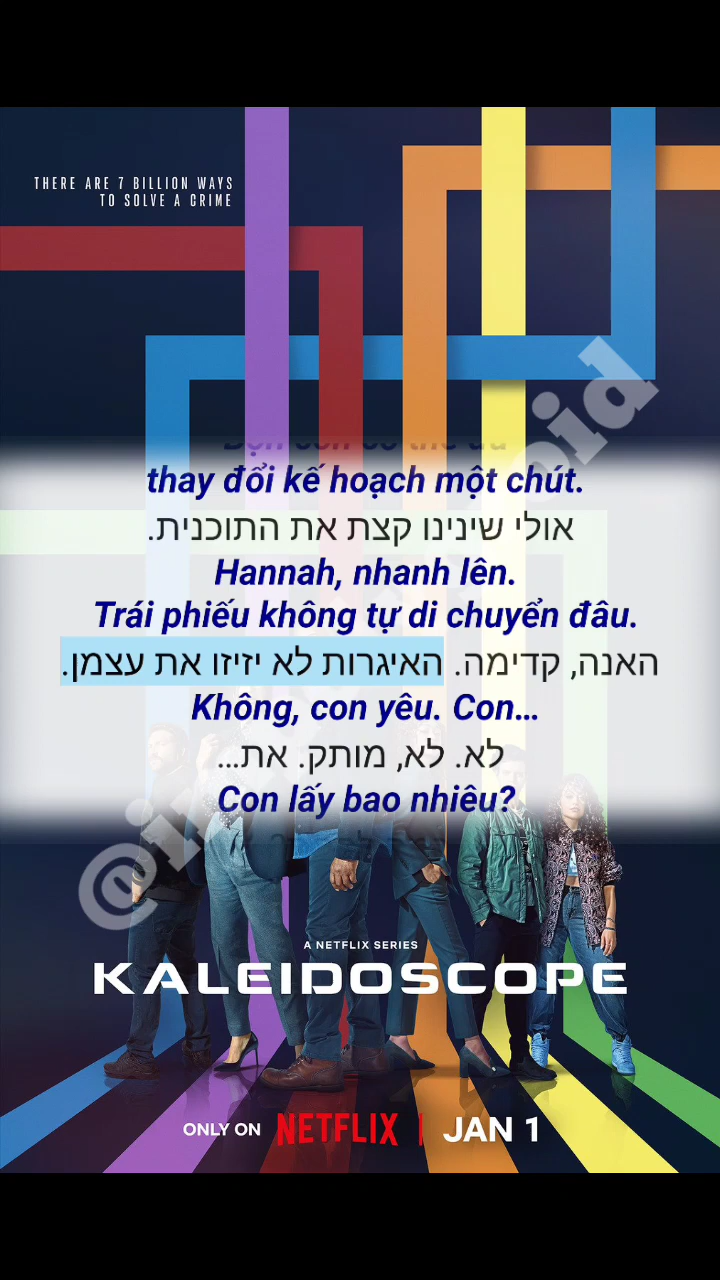 THERE ARE 7 BILLION WAYS
TO SOLVE A CRIME
thay đổi kế hoạch một chút.
אולי שינינו קצת את התוכנית.
Hannah, nhanh lên.
Trái phiếu không tự di chuyển đâu.
האנה, קדימה. האיגרות לא יזיזו את עצמן.
Không, con yêu. Con…
לא. לא, מותק. את…
Con lấy bao nhiêu?
A NETFLIX SERIES
KALEIDOSCOPE
ONLY ON NETFLIX | JAN 1